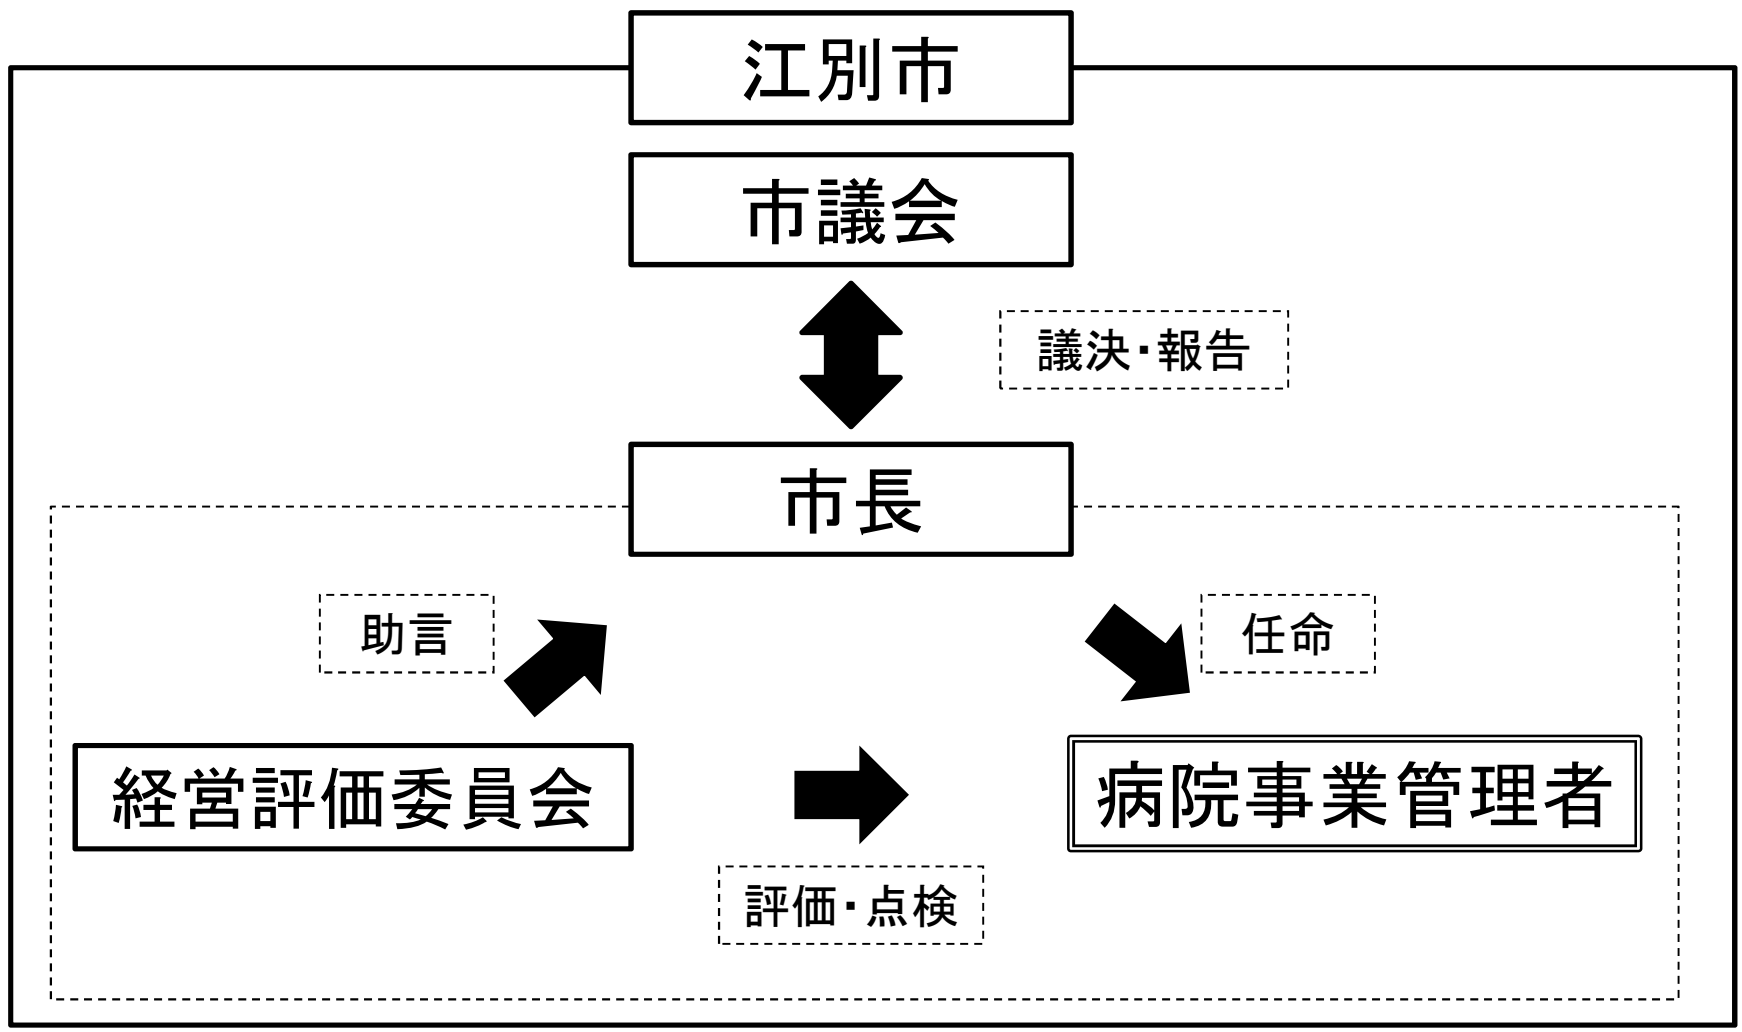 江別市
市議会
議決・報告
市長
助言
任命
経営評価委員会
病院事業管理者
評価・点検